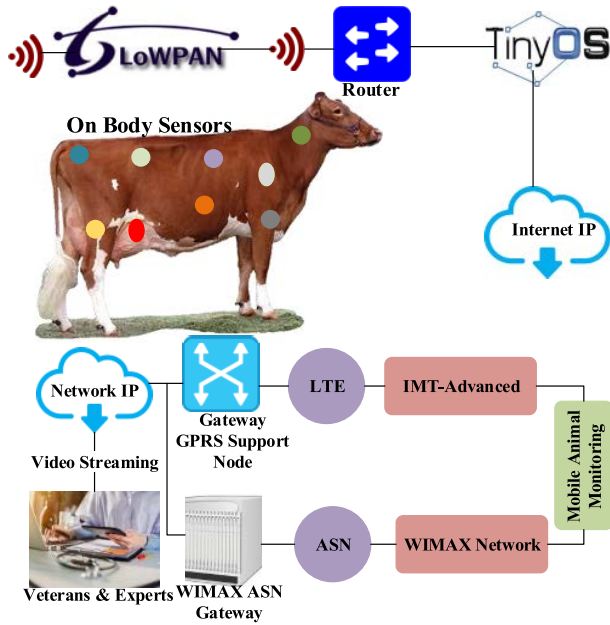 6LoWPAN
TinyOS
Router
On Body Sensors
Internet IP
Network IP
LTE
IMT-Advanced
Gateway
GPRS Support
Node
Video Streaming
Mobile Animal
Monitoring
ASN
WIMAX Network
Veterans & Experts
WIMAX ASN
Gateway